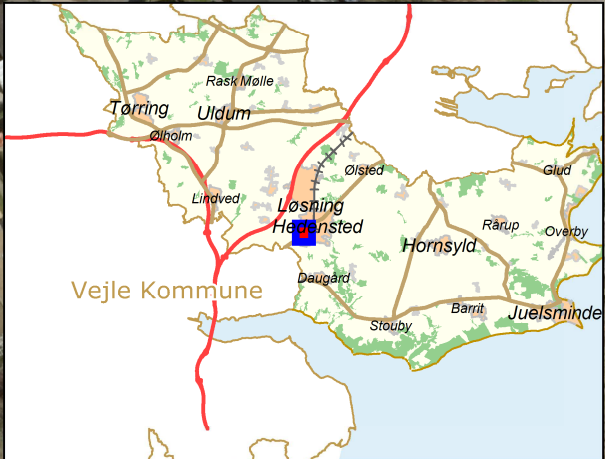 Rask Mølle
Tørring
Uldum
Ølholm
Ølsted
Glud
Lindved
Løsning
Hedensted
Rårup
Overby
Hornsyld
Daugård
Vejle Kommune
Barrit
Juelsminde
Stouby